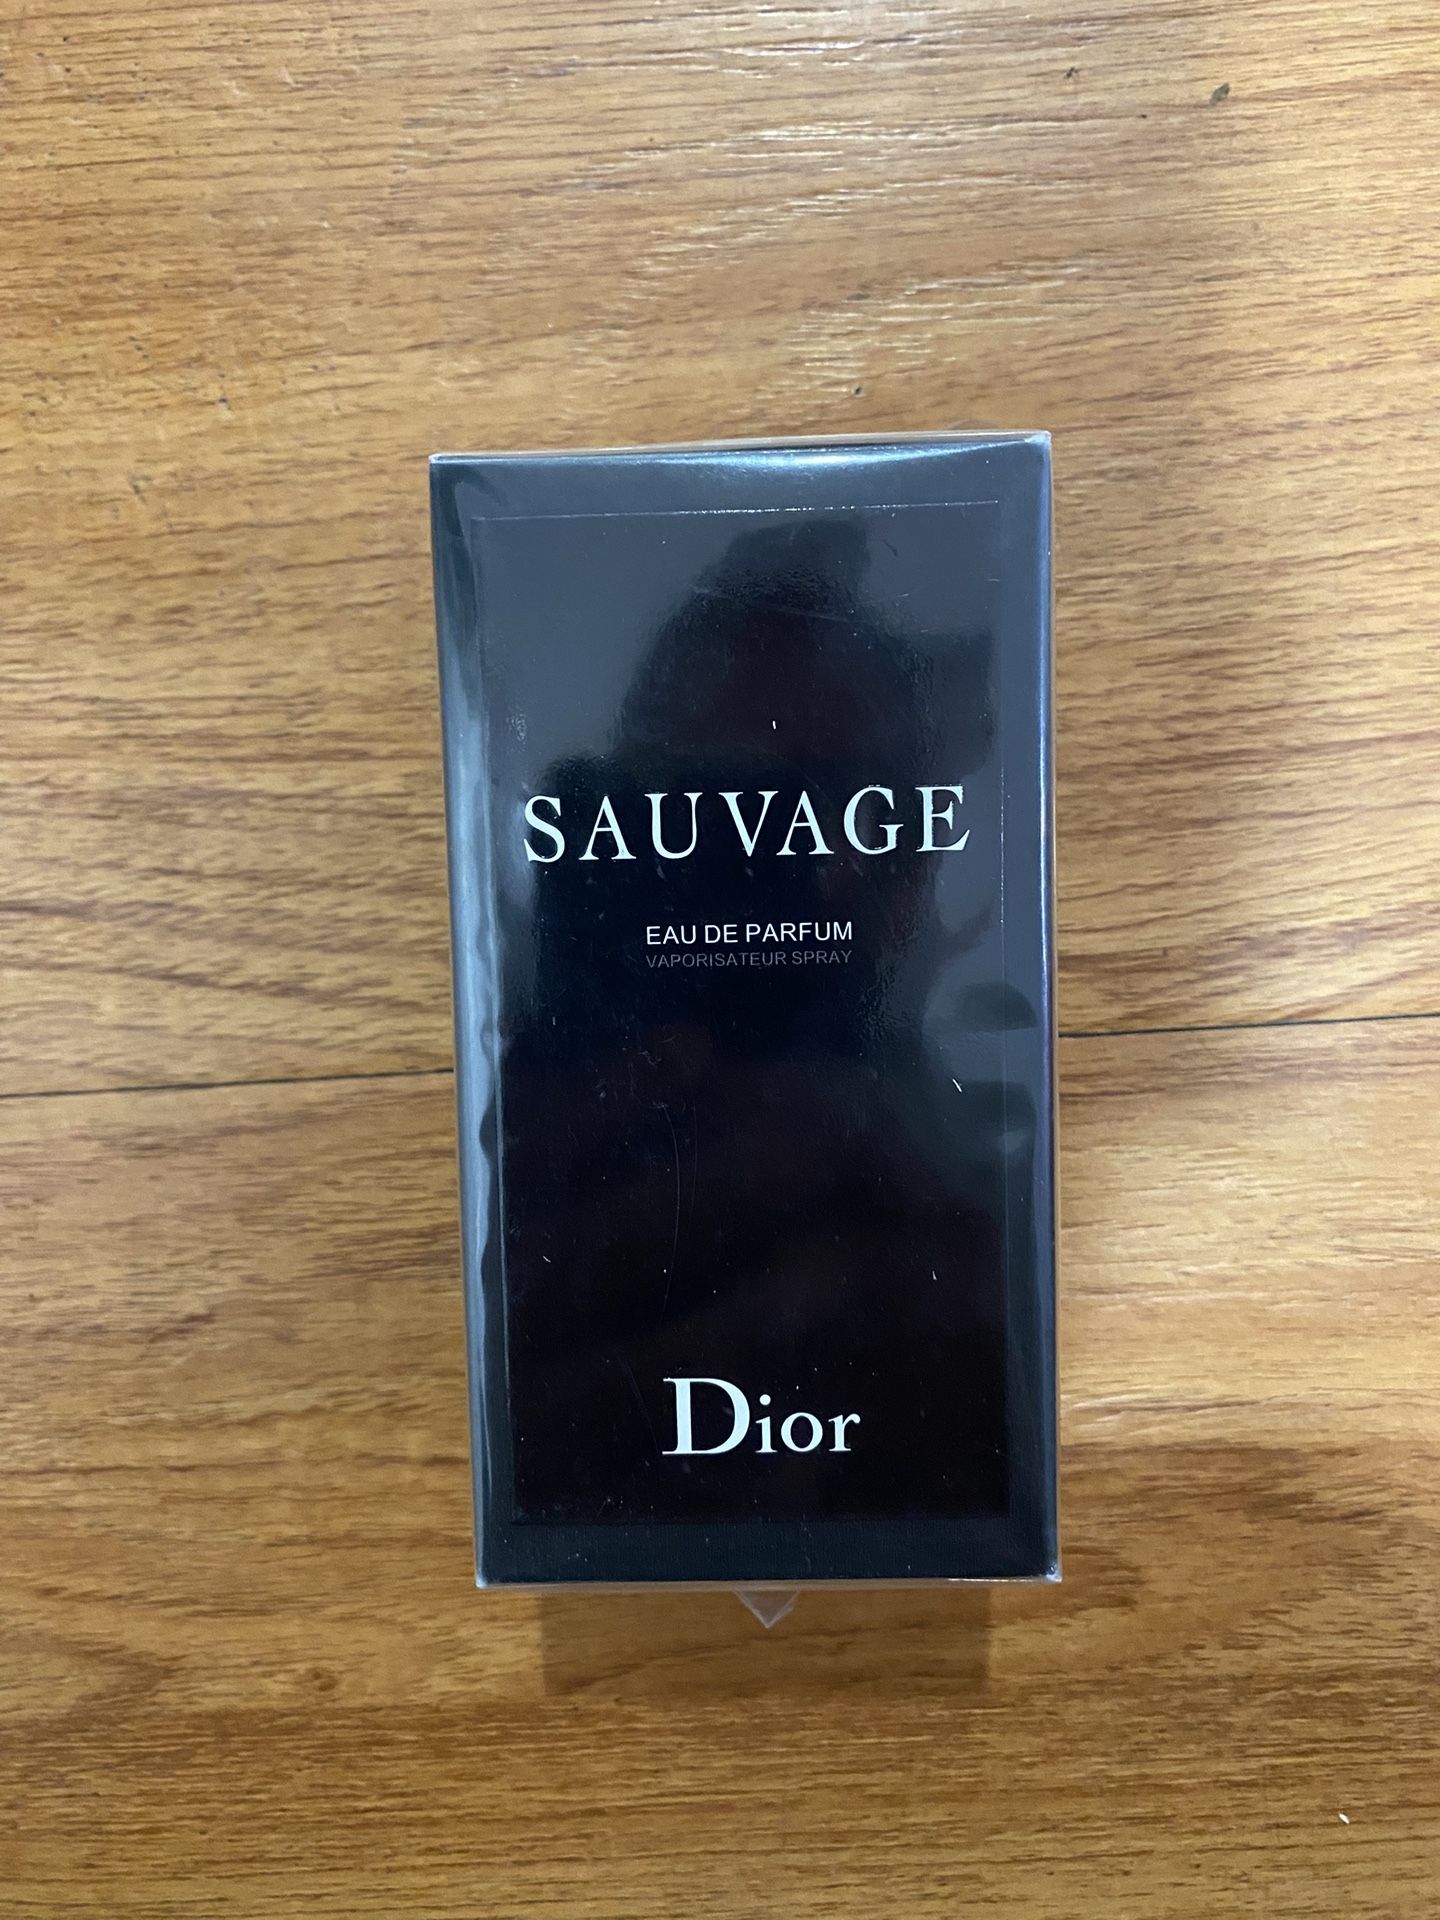 SAUVAGE
EAU DE PARFUM
VAPORISATEUR SPRAY
Dior